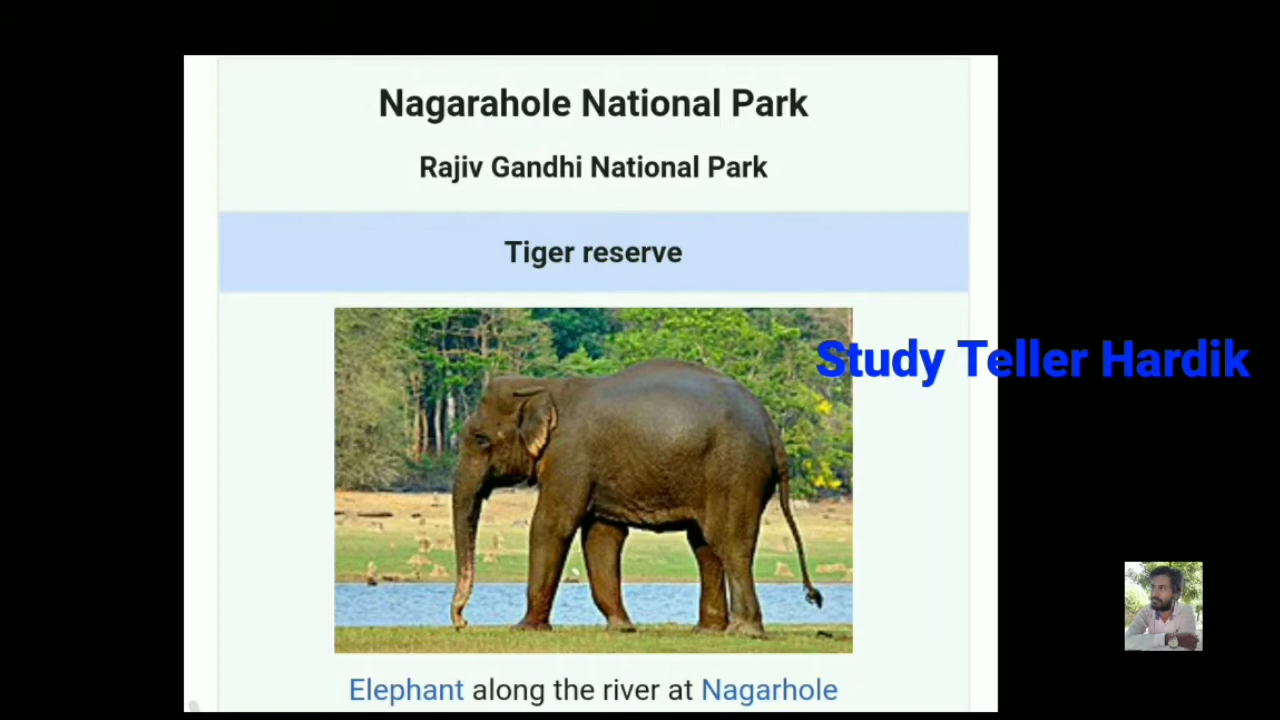 Nagarahole National Park
Rajiv Gandhi National Park
Tiger reserve
Study Teller Hardik
Elephant along the river at Nagarhole